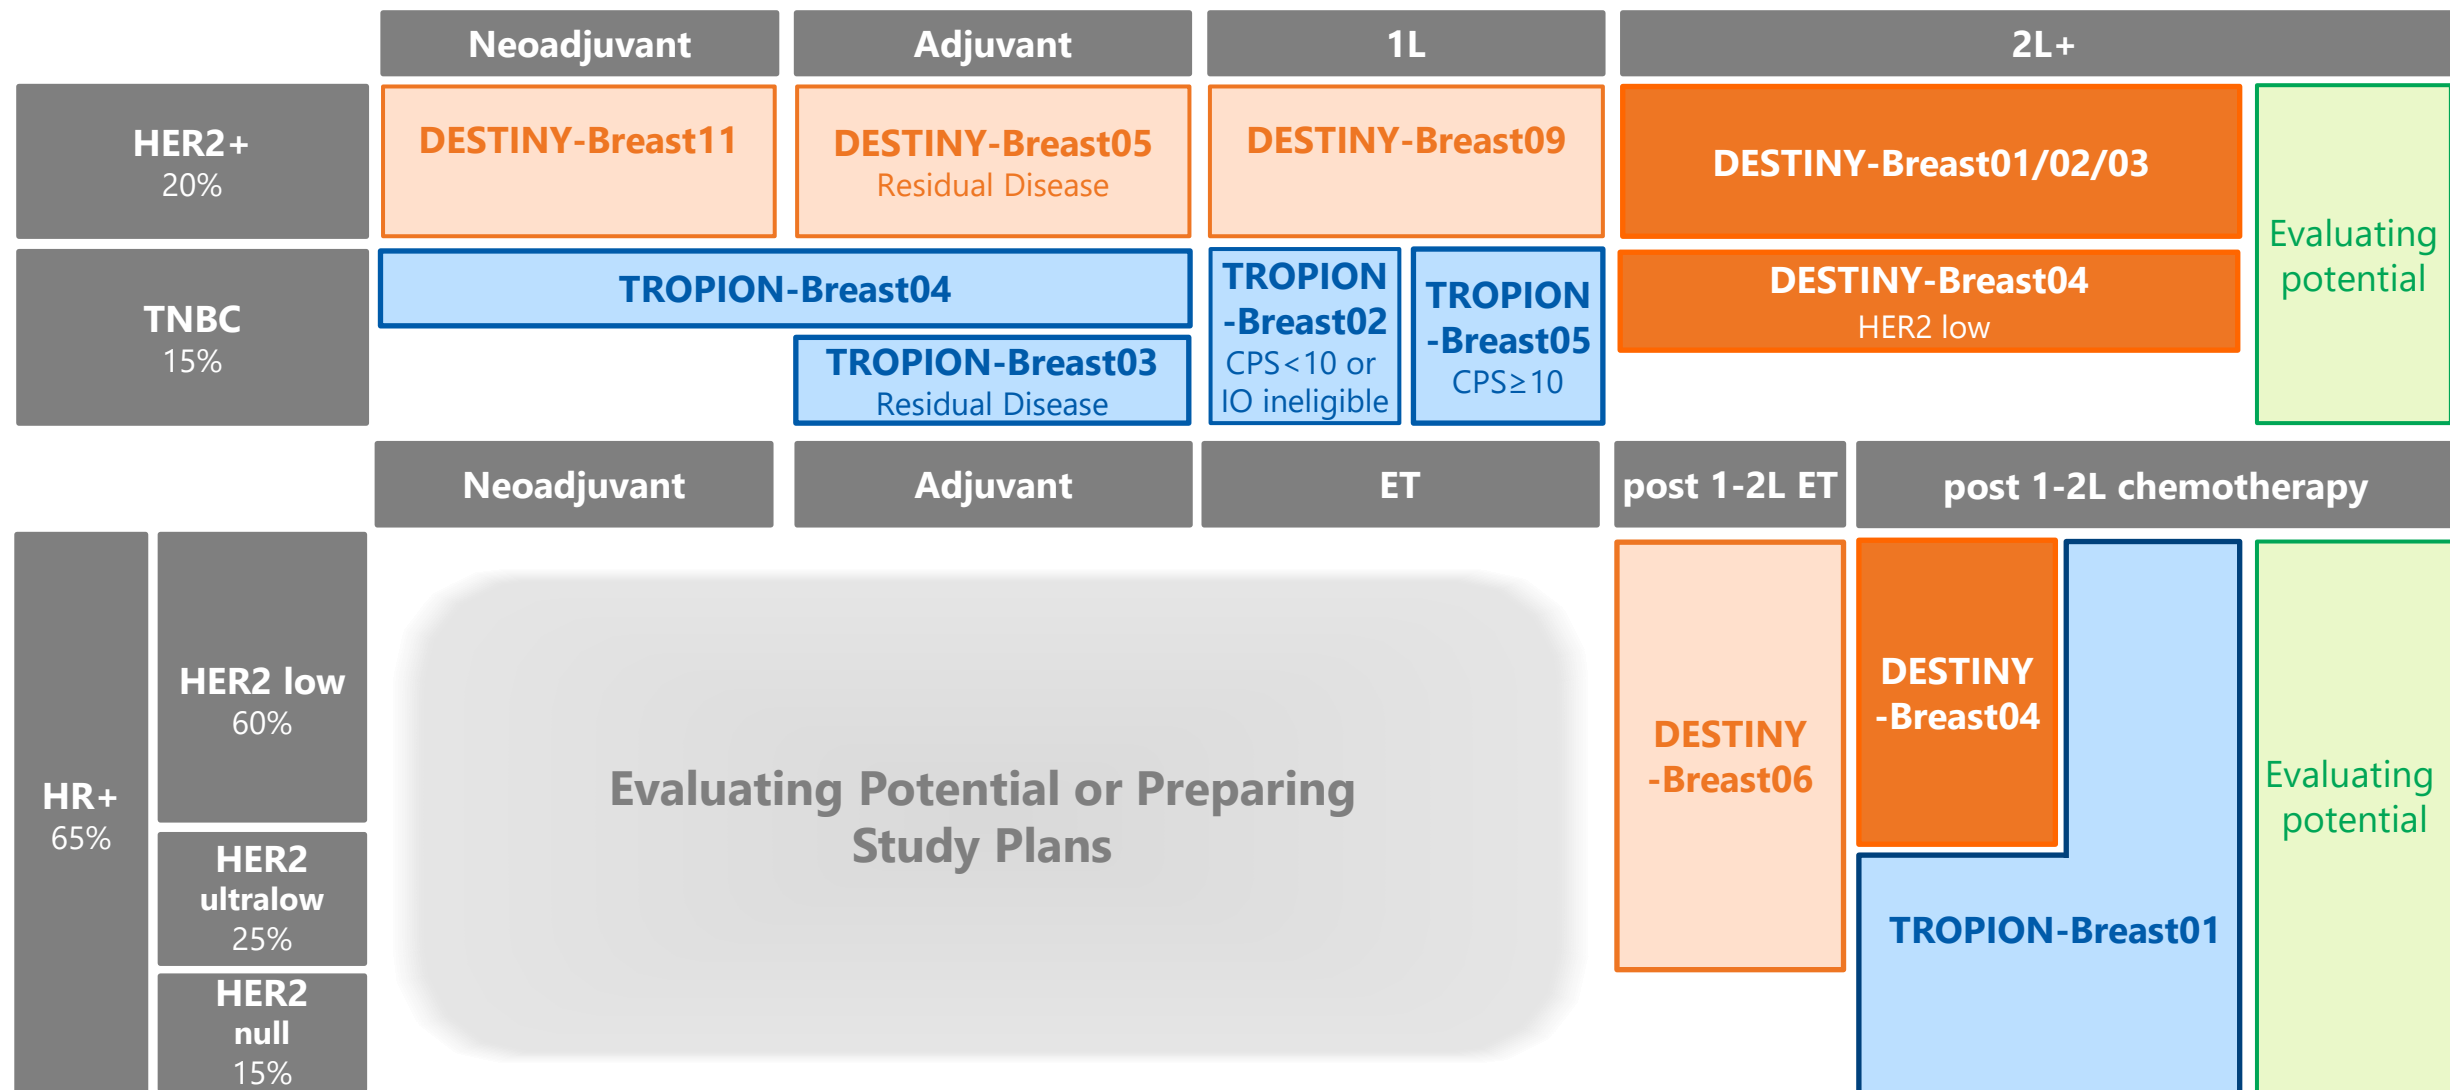 Neoadjuvant
Adjuvant
1L
2L+
HER2+
20%
DESTINY-Breast11
DESTINY-Breast05
Residual Disease
DESTINY-Breast09
DESTINY-Breast01/02/03
Evaluating
potential
TNBC
15%
TROPION-Breast04
TROPION-Breast03
Residual Disease
TROPION
-Breast02
CPS<10 or
IO ineligible
TROPION
-Breast05
CPS≥10
DESTINY-Breast04
HER2 low
Neoadjuvant
Adjuvant
ET
post 1-2L ET
post 1-2L chemotherapy
HR+
65%
HER2 low
60%
HER2
ultralow
25%
HER2
null
15%
Evaluating Potential or Preparing
Study Plans
DESTINY
-Breast06
DESTINY
-Breast04
TROPION-Breast01
Evaluating
potential